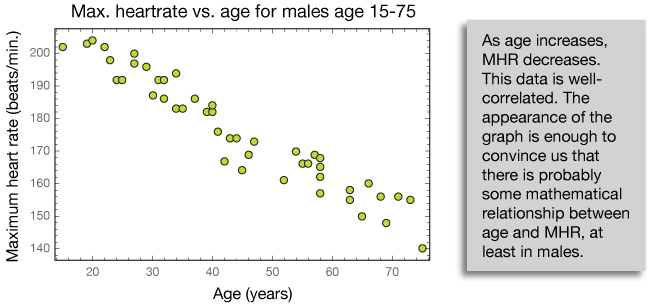 Max. heartrate vs. age for males age 15-75
Maximum heart rate (beats/min.)
200
190
180
170
160
150
140
20 30 40 50 60 70
Age (years)
As age increases,
MHR decreases.
This data is well-
correlated. The
appearance of the
graph is enough to
convince us that
there is probably
some mathematical
relationship between
age and MHR, at
least in males.